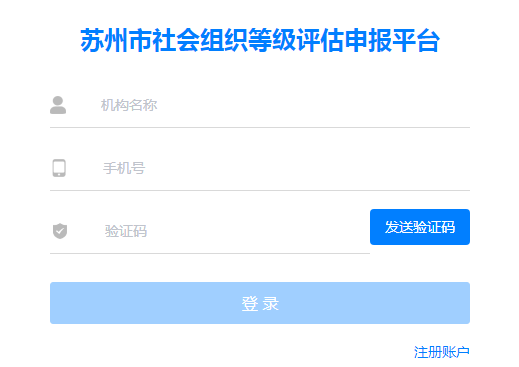 苏州市社会组织等级评估申报平台
机构名称
手机号
验证码
发送验证码
登录
注册账户